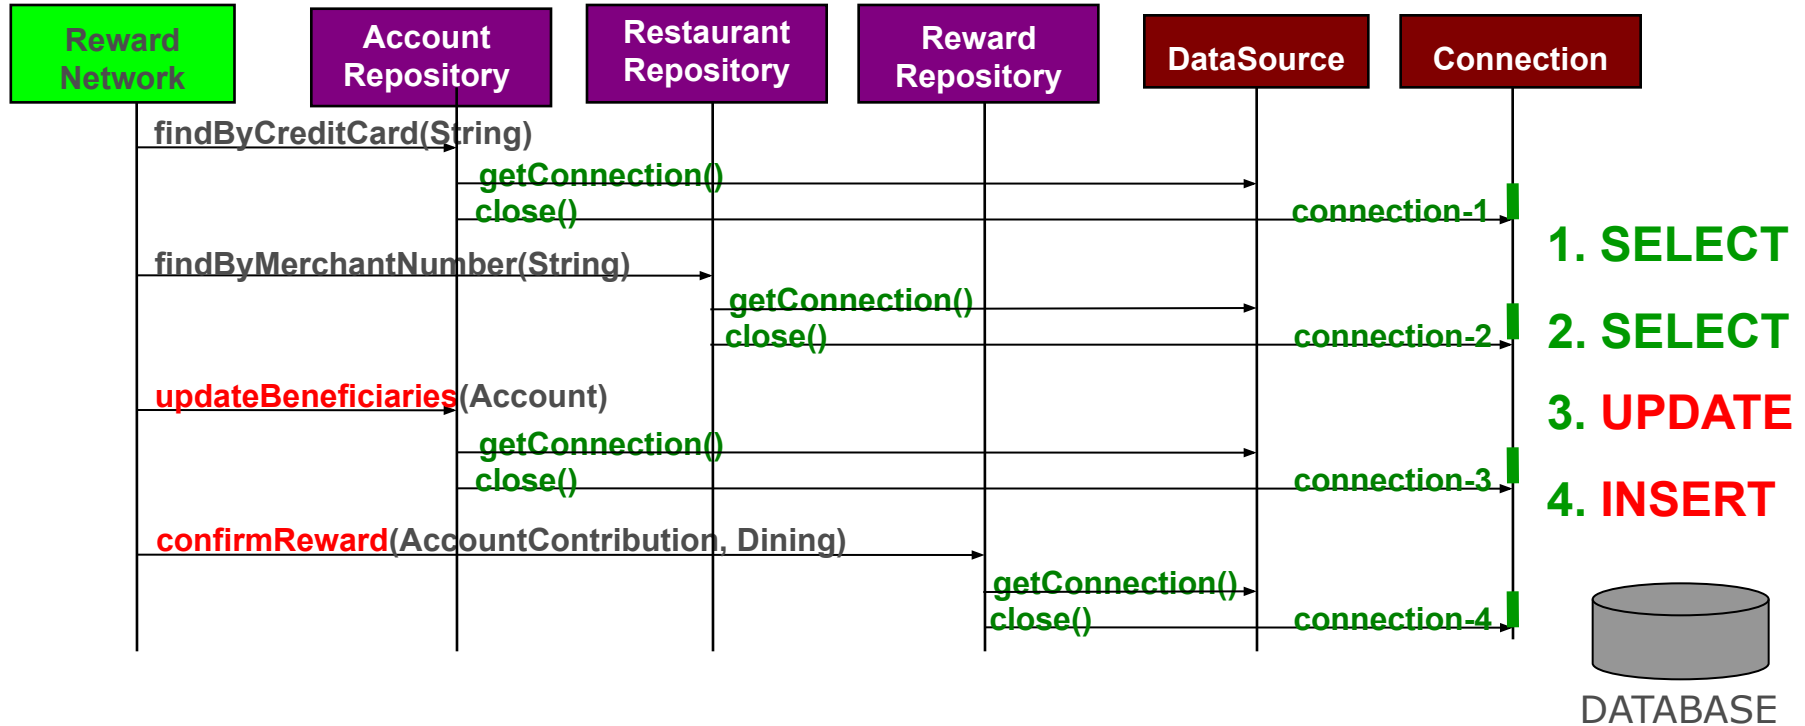 Reward
Network
Account
Repository
Restaurant
Repository
Reward
Repository
DataSource
Connection
findByCreditCard(String)
getConnection()
close()
connection-1
1. SELECT
findByMerchantNumber(String)
getConnection()
close()
connection-2
2. SELECT
updateBeneficiaries(Account)
3. UPDATE
getConnection()
close()
connection-3
4. INSERT
confirmReward(AccountContribution, Dining)
getConnection()
close()
connection-4
DATABASE